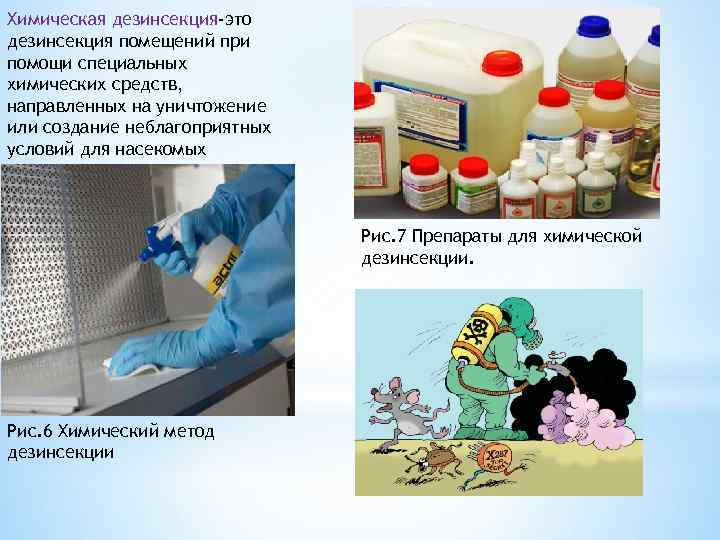 Химическая дезинсекция-это
дезинсекция помещений при
помощи специальных
химических средств,
направленных на уничтожение
или создание неблагоприятных
условий для насекомых
actril
Рис.6 Химический метод
дезинсекции
Рис.7 Препараты для химической
дезинсекции.